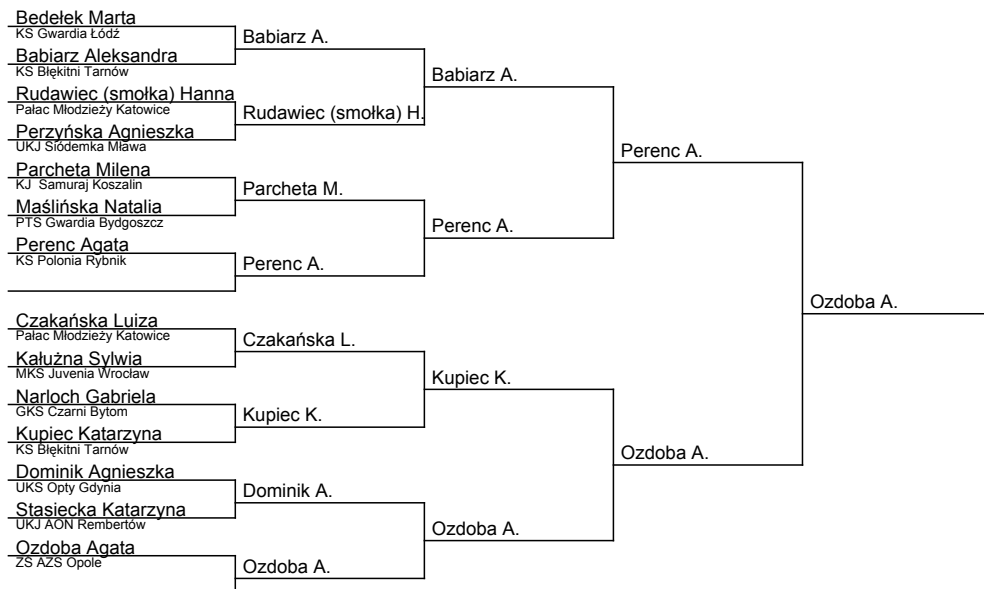 Bedełek Marta
KS Gwardia Łódź
Babiarz Aleksandra
KS Błękitni Tarnów
Rudawiec (smołka) Hanna
Pałac Młodzieży Katowice
Perzyńska Agnieszka
UKJ Siódemka Mława
Parcheta Milena
KJ Samuraj Koszalin
Maślińska Natalia
PTS Gwardia Bydgoszcz
Perenc Agata
KS Polonia Rybnik
Czakańska Luiza
Pałac Młodzieży Katowice
Kałużna Sylwia
MKS Juvenia Wrocław
Narloch Gabriela
GKS Czarni Bytom
Kupiec Katarzyna
KS Błękitni Tarnów
Dominik Agnieszka
UKS Opty Gdynia
Stasiecka Katarzyna
UKJ AON Rembertów
Ozdoba Agata
ZS AZS Opole
Babiarz A.
Rudawiec (smołka) H.
Parcheta M.
Perenc A.
Czakańska L.
Kupiec K.
Dominik A.
Ozdoba A.
Babiarz A.
Perenc A.
Kupiec K.
Ozdoba A.
Perenc A.
Ozdoba A.
Ozdoba A.